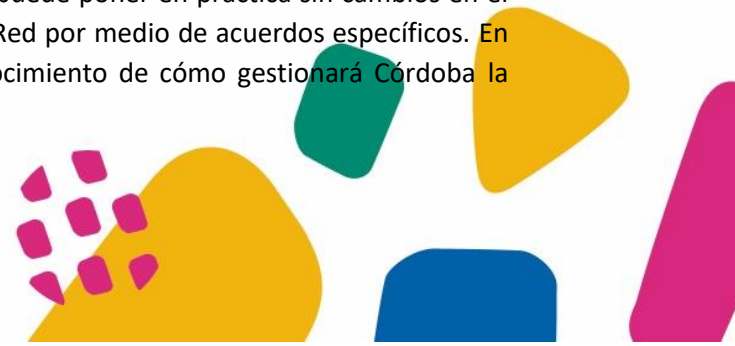 puede poner en práctica sin cambios en el
Red por medio de acuerdos específicos. En
ocimiento de cómo gestionará Córdoba la